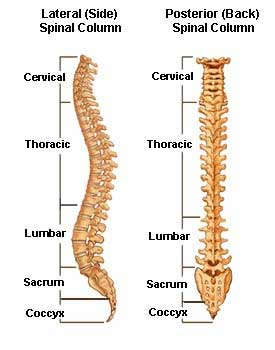 Lateral (Side)
Spinal Column
Posterior (Back)
Spinal Column
Cervical
Thoracic
Lumbar
Sacrum
Coccyx
Cervical
Thoracic
Lumbar
Sacrum
Coccyx